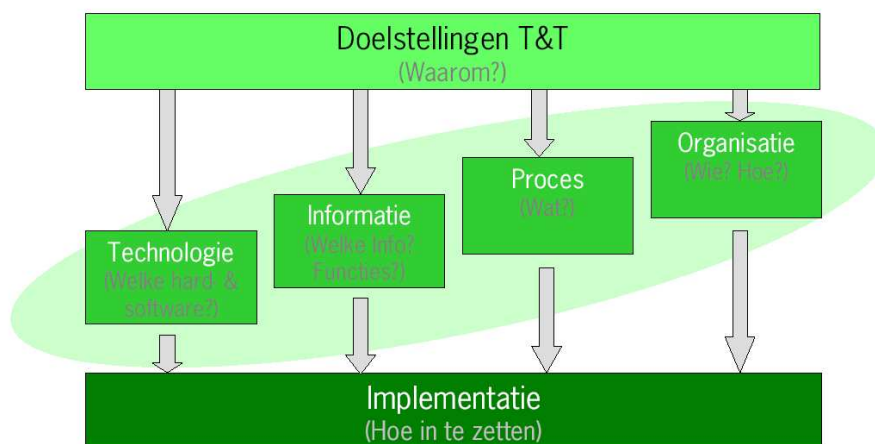 Doelstellingen T&T
(Waarom?)
Organisatie
(Wie? Hoe?)
Proces
(Wat?)
Informatie
(Welke Info?
Functies?)
Technologie
(Welke hard- &
software?)
Implementatie
(Hoe in te zetten)